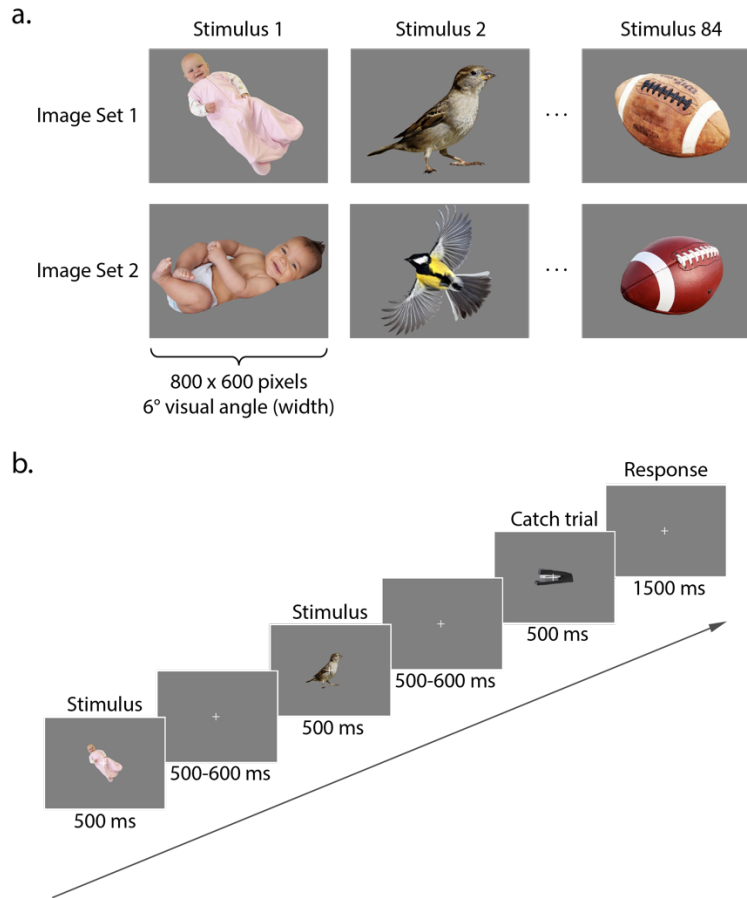 a.
Stimulus 1
Stimulus 2
Stimulus 84
Image Set 1
...
Image Set 2
...
800 x 600 pixels
6° visual angle (width)
b.
Response
Catch trial
1500 ms
Stimulus
500 ms
500-600 ms
Stimulus
500 ms
500-600 ms
500 ms